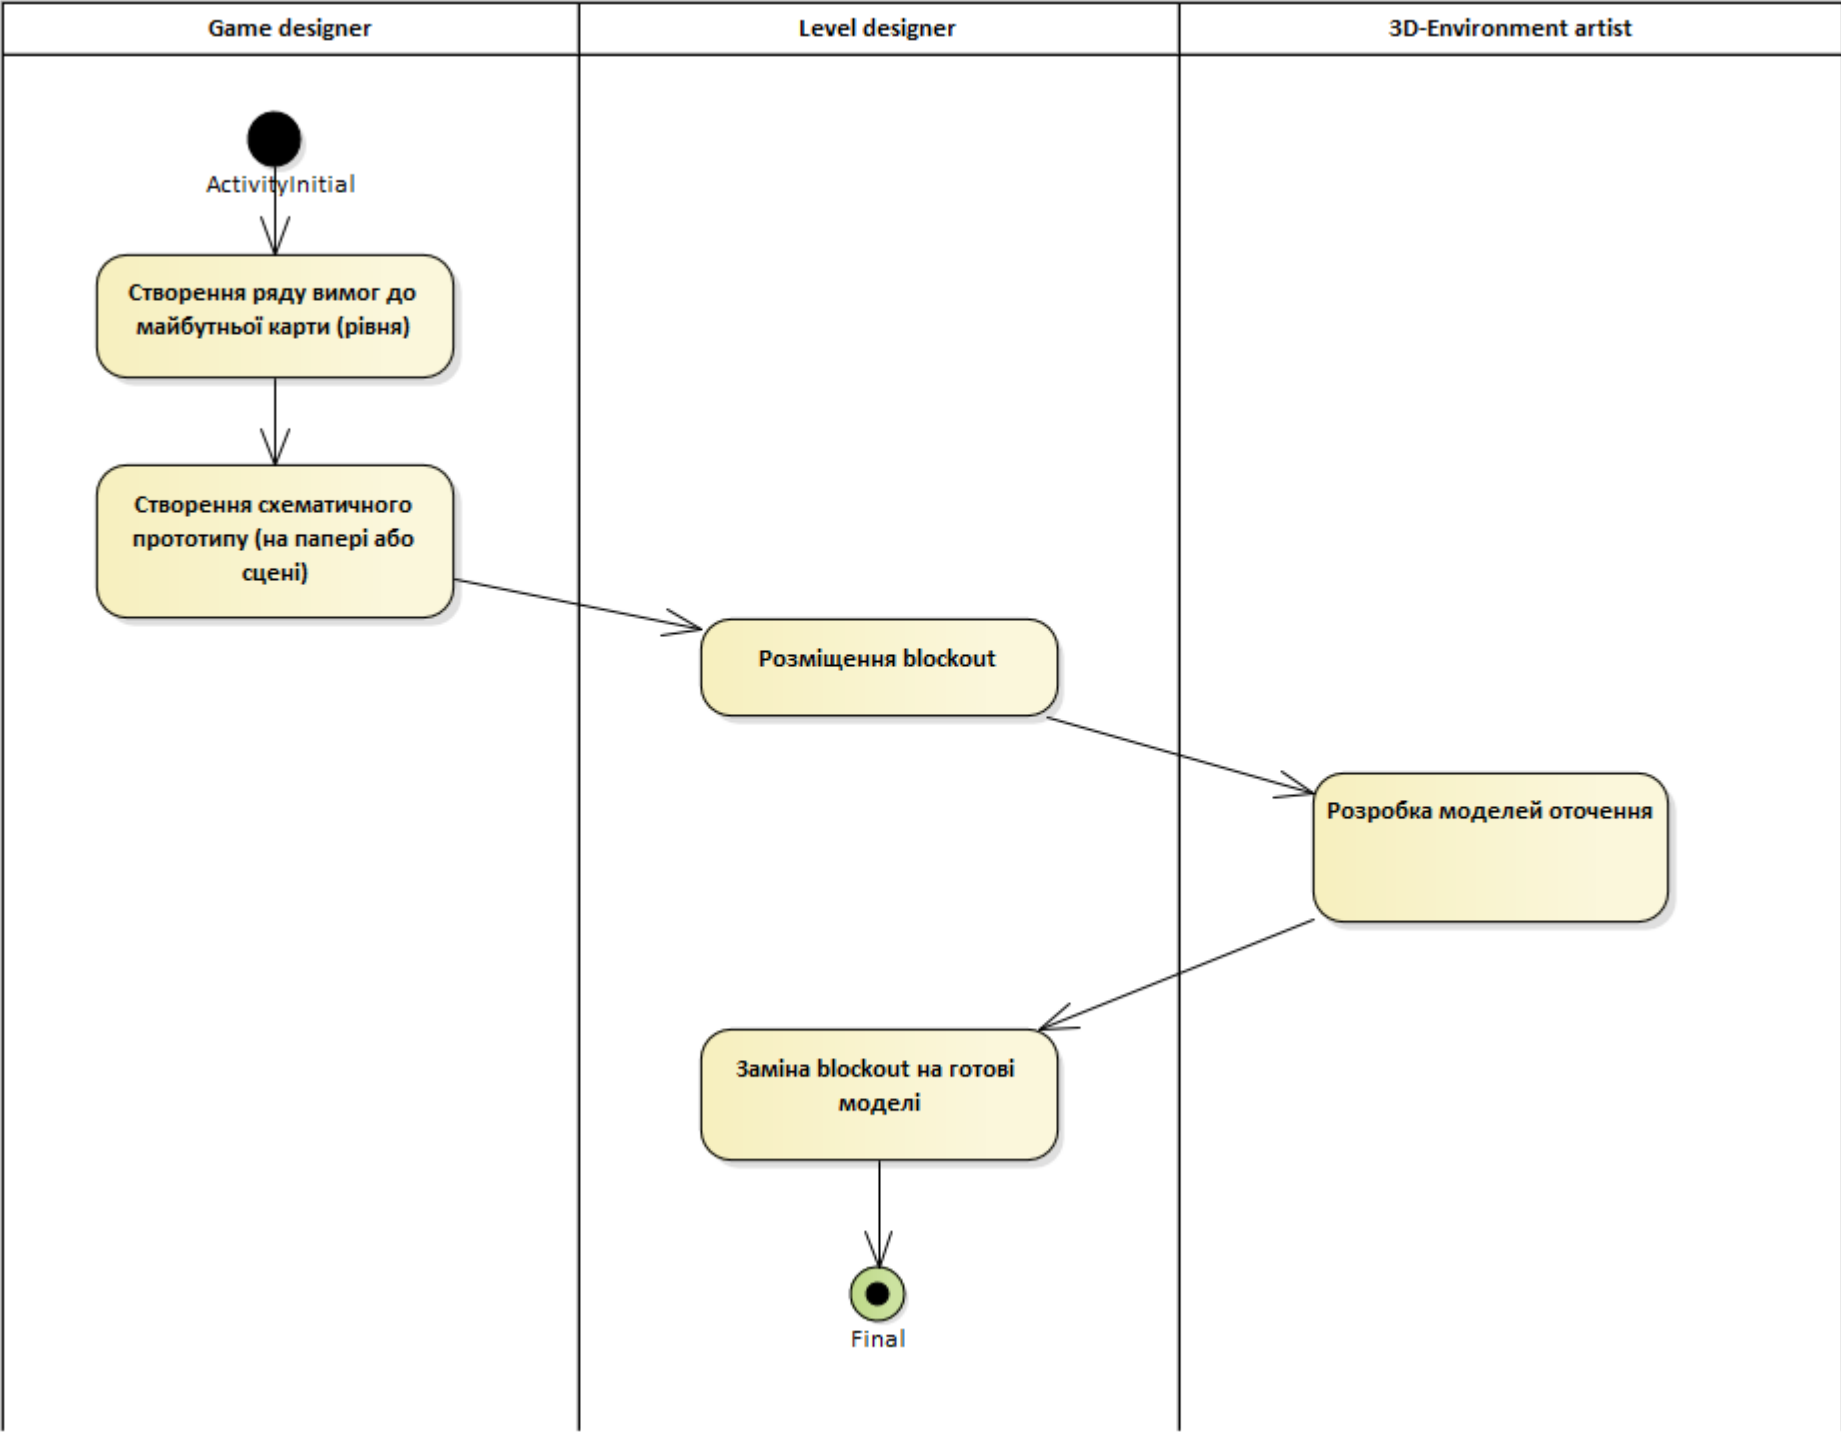 Game designer
Level designer
3D-Environment artist
ActivityInitial
Створення ряду вимог до
майбутньої карти (рівня)
Створення схематичного
прототипу (на папері або
сцені)
Розміщення blockout
Розробка моделей оточення
Заміна blockout на готові
моделі
Final